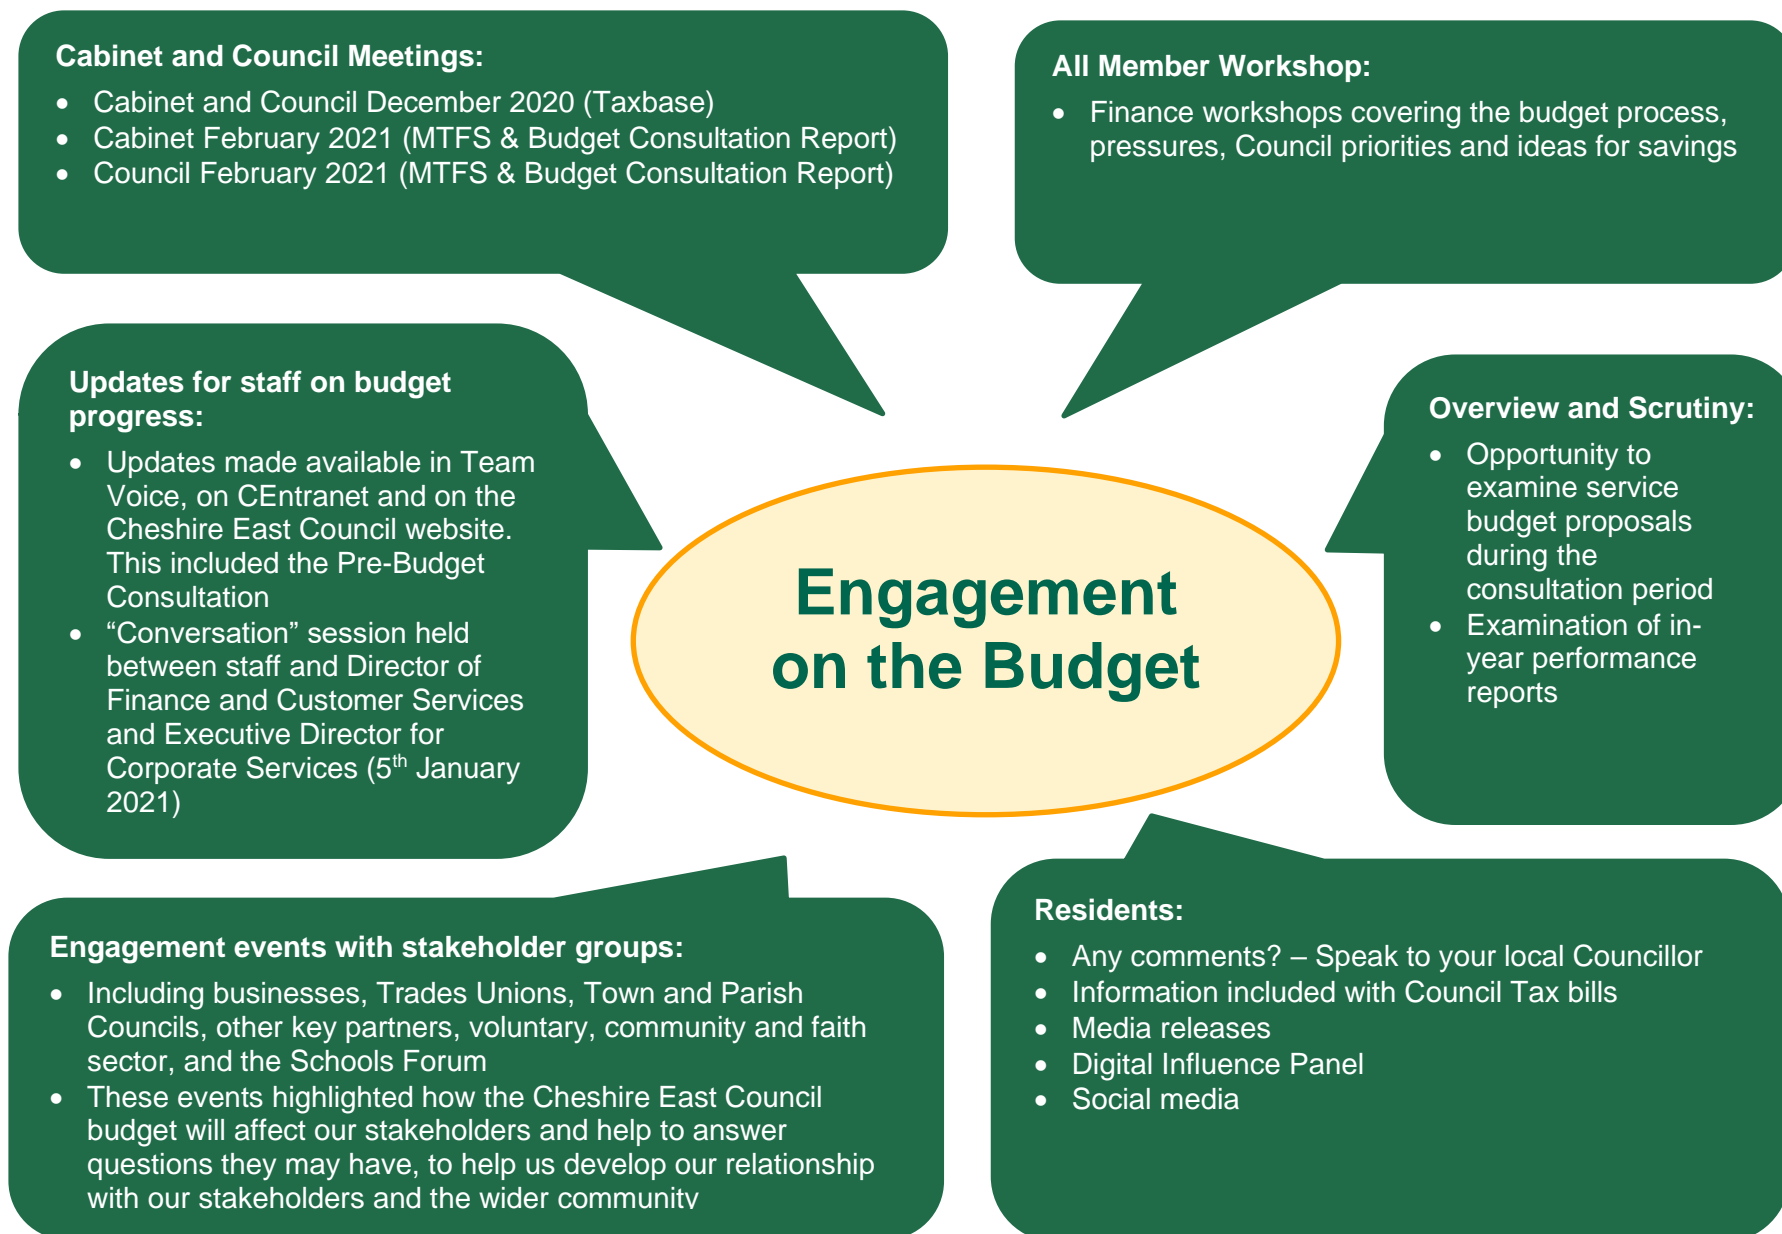 Cabinet and Council Meetings:
• Cabinet and Council December 2020 (Taxbase)
• Cabinet February 2021 (MTFS & Budget Consultation Report)
• Council February 2021 (MTFS & Budget Consultation Report)
All Member Workshop:
• Finance workshops covering the budget process,
pressures, Council priorities and ideas for savings
Updates for staff on budget
progress:
• Updates made available in Team
Voice, on CEntranet and on the
Cheshire East Council website.
This included the Pre-Budget
Consultation
• “Conversation” session held
between staff and Director of
Finance and Customer Services
and Executive Director for
Corporate Services (5th January
2021)
Engagement
on the Budget
Overview and Scrutiny:
• Opportunity to
examine service
budget proposals
during the
consultation period
• Examination of in-
year performance
reports
Engagement events with stakeholder groups:
• Including businesses, Trades Unions, Town and Parish
Councils, other key partners, voluntary, community and faith
sector, and the Schools Forum
• These events highlighted how the Cheshire East Council
budget will affect our stakeholders and help to answer
questions they may have, to help us develop our relationship
with our stakeholders and the wider community
Residents:
• Any comments? – Speak to your local Councillor
• Information included with Council Tax bills
• Media releases
• Digital Influence Panel
• Social media